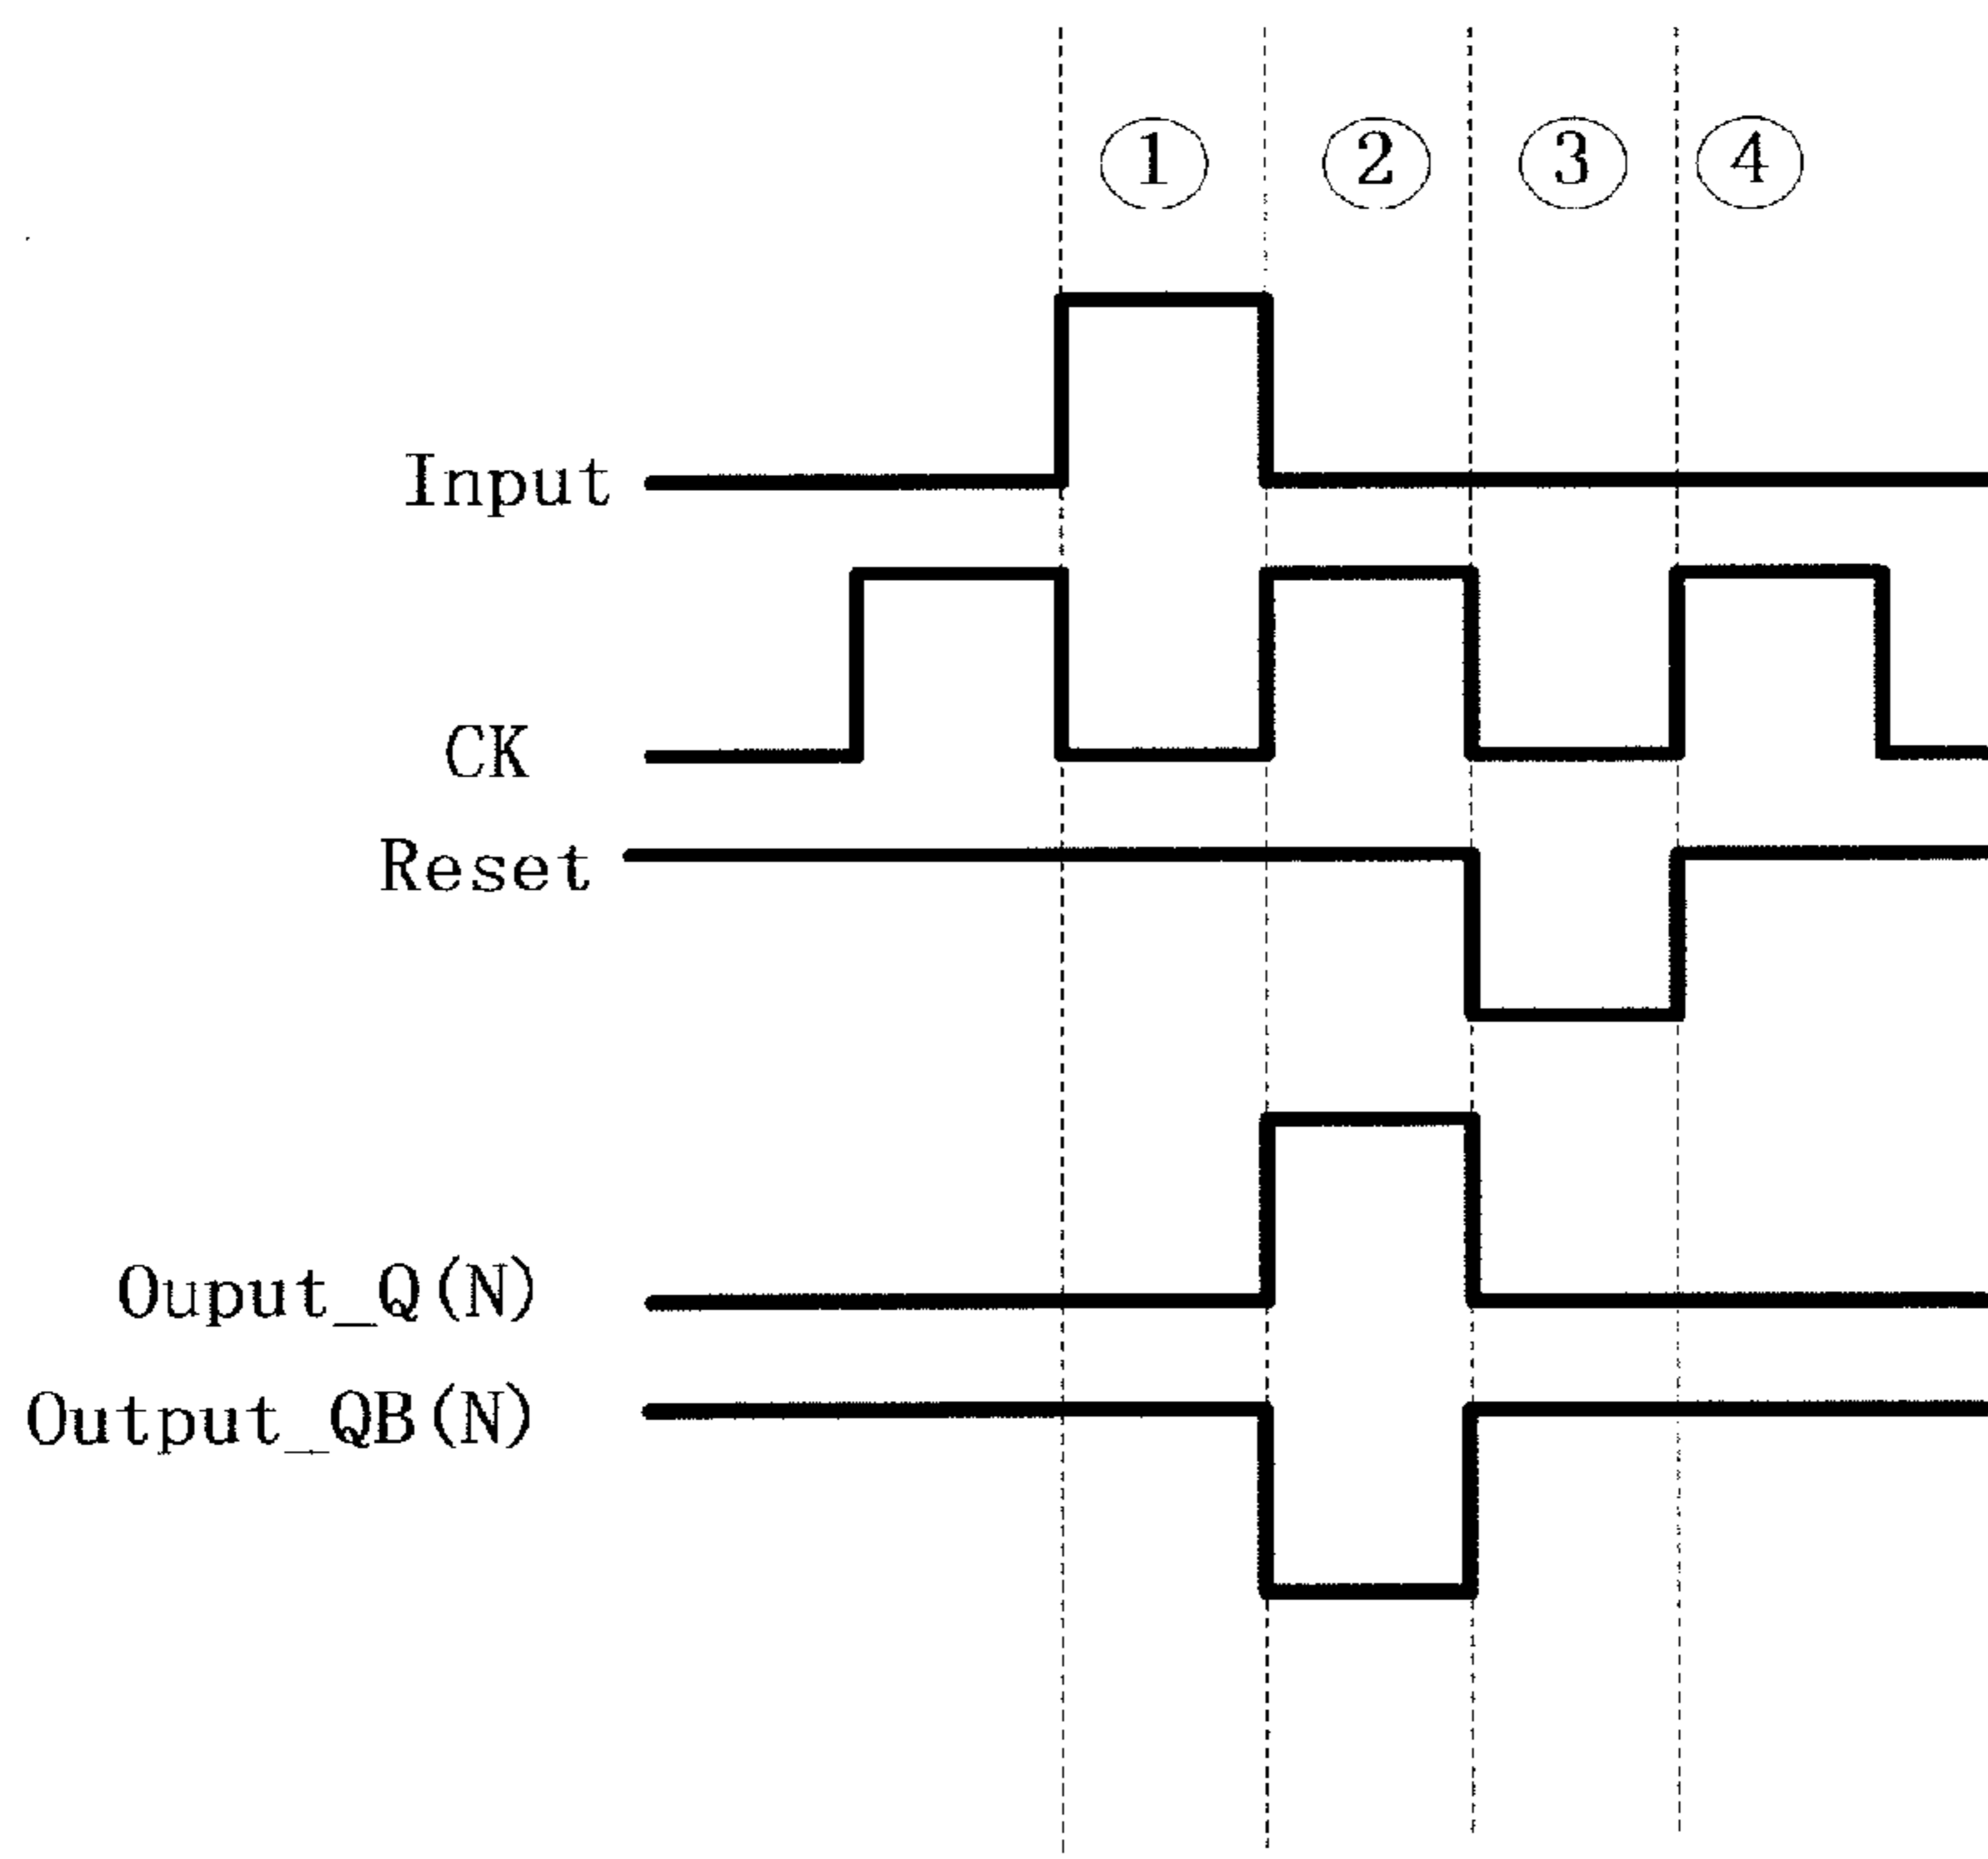 ① ② ③ ④
Input
CK
Reset
Ouput_Q(N)
Output_QB(N)